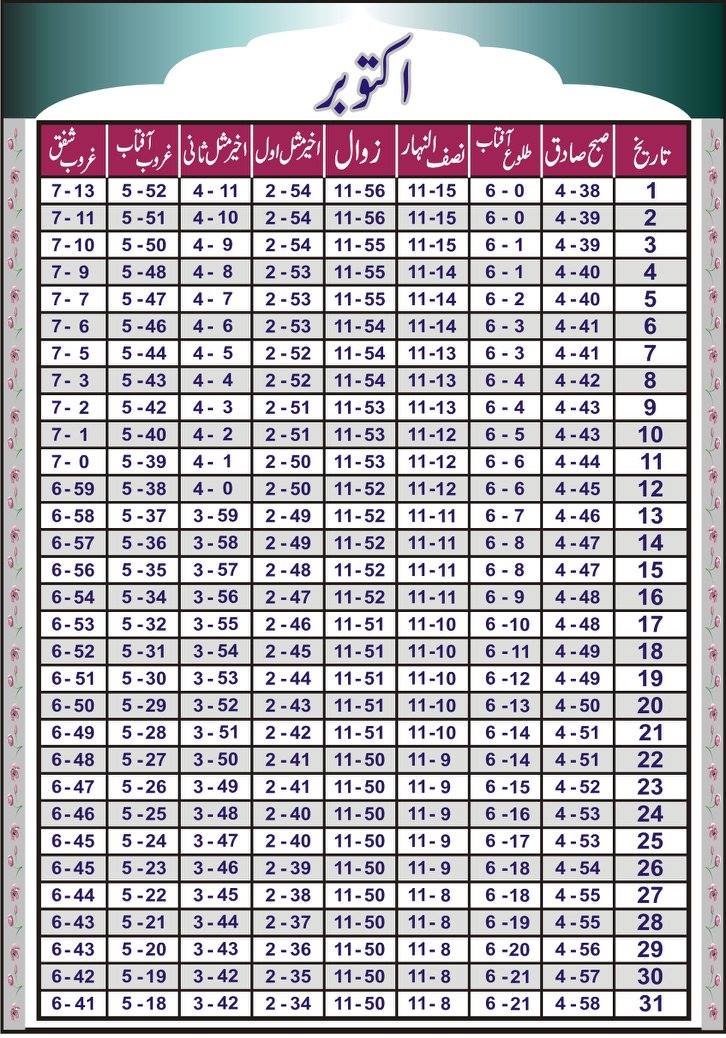 اکتوبر
تاریخ صبح صادق طلوع آفتاب نصف النہار زوال اخیر مثل اول اخیر مثل ثانی غروب آفتاب غروب شفق
1 4-38 6-0 11-15 11-56 2-54 4-11 5-52 7-13
2 4-39 6-0 11-15 11-56 2-54 4-10 5-51 7-11
3 4-39 6-1 11-15 11-55 2-54 4-9 5-50 7-10
4 4-40 6-1 11-14 11-55 2-53 4-8 5-48 7-9
5 4-40 6-2 11-14 11-55 2-53 4-7 5-47 7-7
6 4-41 6-3 11-14 11-54 2-53 4-6 5-46 7-6
7 4-41 6-3 11-13 11-54 2-52 4-5 5-44 7-5
8 4-42 6-4 11-13 11-54 2-52 4-4 5-43 7-3
9 4-43 6-4 11-13 11-53 2-51 4-3 5-42 7-2
10 4-43 6-5 11-12 11-53 2-51 4-2 5-40 7-1
11 4-44 6-6 11-12 11-53 2-50 4-1 5-39 7-0
12 4-45 6-6 11-12 11-52 2-50 4-0 5-38 6-59
13 4-46 6-7 11-11 11-52 2-49 3-59 5-37 6-58
14 4-47 6-8 11-11 11-52 2-49 3-58 5-36 6-57
15 4-47 6-8 11-11 11-52 2-48 3-57 5-35 6-56
16 4-48 6-9 11-11 11-52 2-47 3-56 5-34 6-54
17 4-48 6-10 11-10 11-51 2-46 3-55 5-32 6-53
18 4-49 6-11 11-10 11-51 2-45 3-54 5-31 6-52
19 4-49 6-12 11-10 11-51 2-44 3-53 5-30 6-51
20 4-50 6-13 11-10 11-51 2-43 3-52 5-29 6-50
21 4-51 6-14 11-10 11-51 2-42 3-51 5-28 6-49
22 4-51 6-14 11-9 11-50 2-41 3-50 5-27 6-48
23 4-52 6-15 11-9 11-50 2-41 3-49 5-26 6-47
24 4-53 6-16 11-9 11-50 2-40 3-48 5-25 6-46
25 4-53 6-17 11-9 11-50 2-40 3-47 5-24 6-45
26 4-54 6-18 11-9 11-50 2-39 3-46 5-23 6-45
27 4-55 6-18 11-8 11-50 2-38 3-45 5-22 6-44
28 4-55 6-19 11-8 11-50 2-37 3-44 5-21 6-43
29 4-56 6-20 11-8 11-50 2-36 3-43 5-20 6-43
30 4-57 6-21 11-8 11-50 2-35 3-42 5-19 6-42
31 4-58 6-21 11-8 11-50 2-34 3-42 5-18 6-41